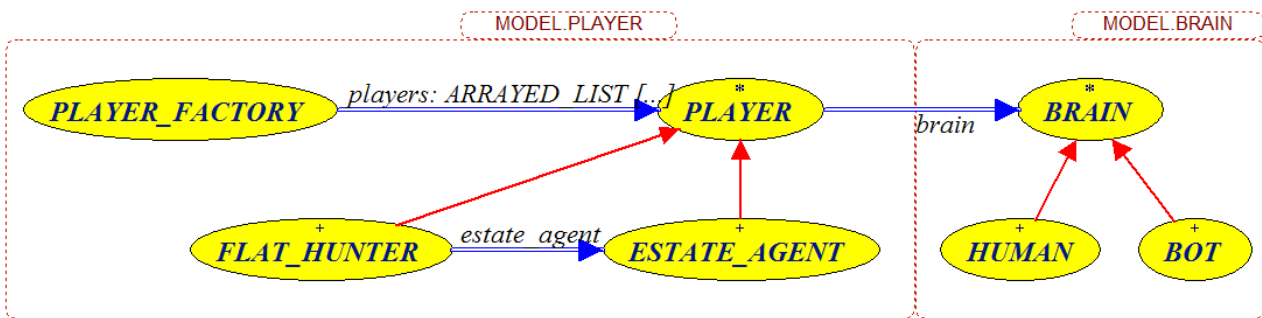 MODEL.PLAYER
MODEL.BRAIN
PLAYER_FACTORY
players: ARRAYED_LIST [...]
*
PLAYER
brain
*
BRAIN
+
FLAT_HUNTER
estate_agent
+
ESTATE_AGENT
+
HUMAN
+
BOT